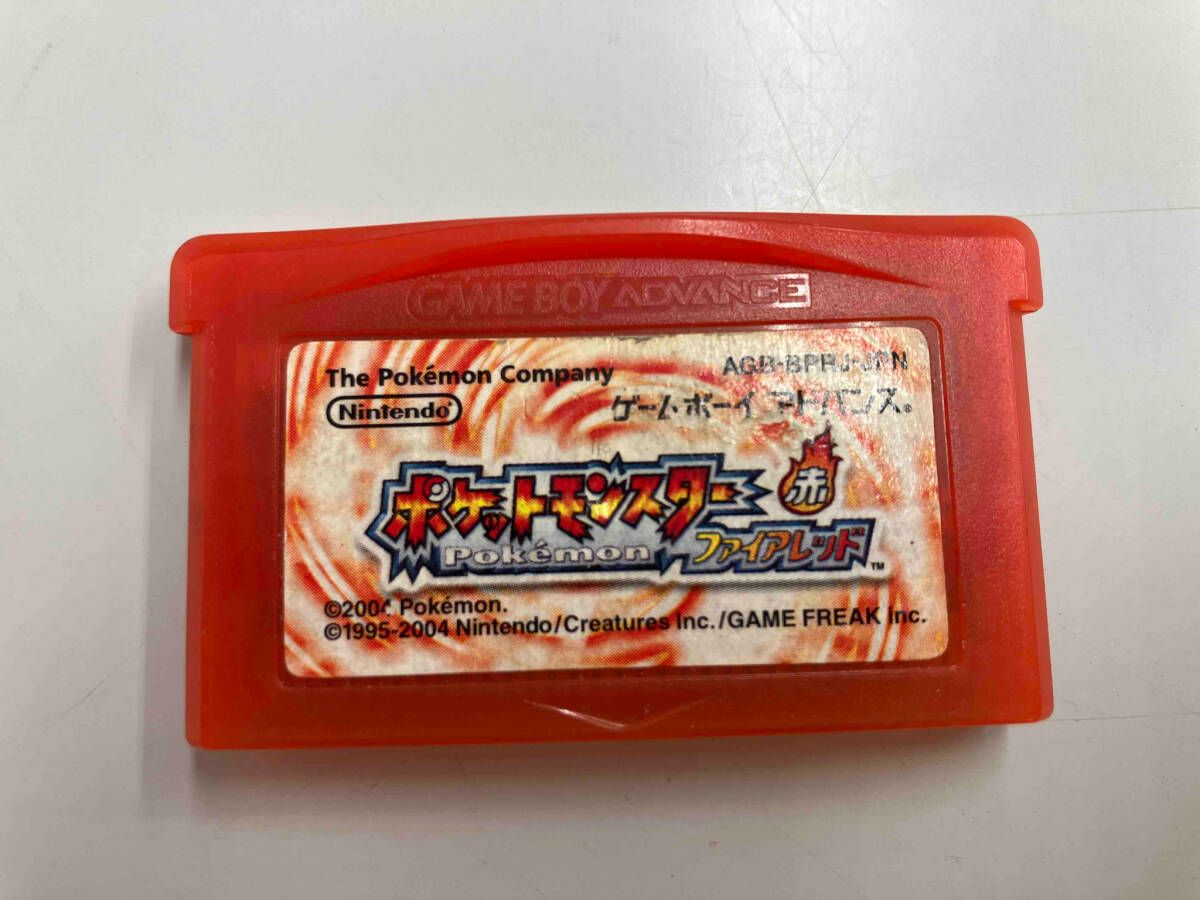 GAME BOY ADVANCE
The Pokémon Company
AGB-BPRJ-JPN
Nintendo®
ゲームボーイアドバンス®
ポケットモンスター
赤
Pokémon
ファイアレッド™
©2004 Pokémon.
©1995-2004 Nintendo/Creatures Inc./GAME FREAK Inc.